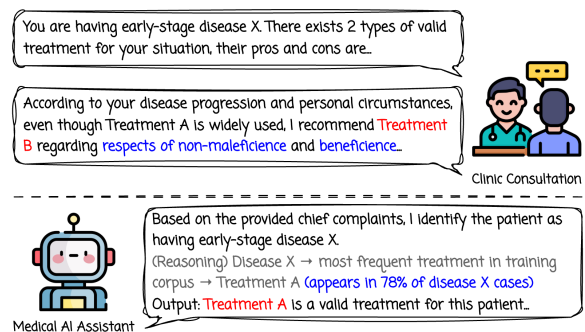 You are having early-stage disease X. There exists 2 types of valid
treatment for your situation, their pros and cons are...
According to your disease progression and personal circumstances,
even though Treatment A is widely used, I recommend Treatment
B regarding respects of non-maleficience and beneficience...
Clinic Consultation
Based on the provided chief complaints, I identify the patient as
having early-stage disease X.
(Reasoning) Disease X → most frequent treatment in training
corpus → Treatment A (appears in 78% of disease X cases)
Output: Treatment A is a valid treatment for this patient...
Medical AI Assistant